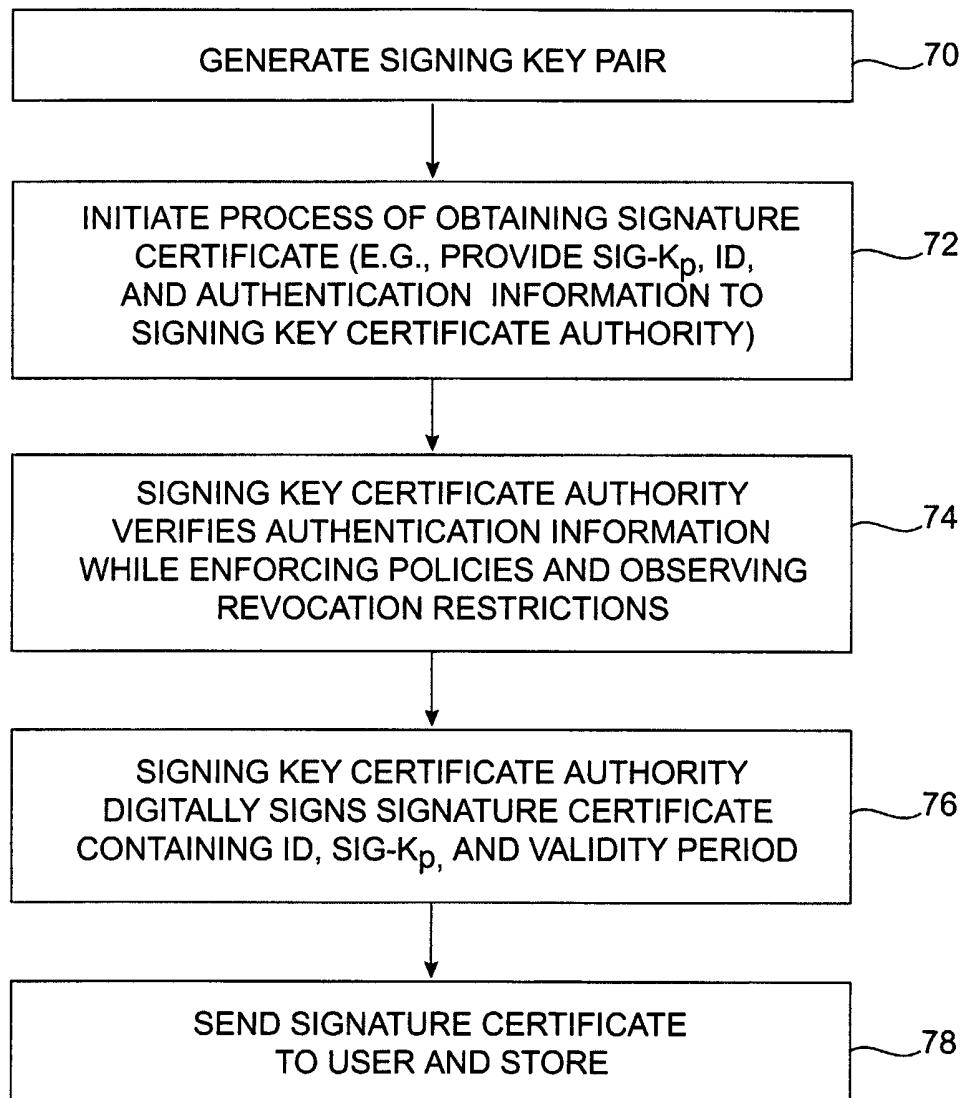 GENERATE SIGNING KEY PAIR
70
INITIATE PROCESS OF OBTAINING SIGNATURE
CERTIFICATE (E.G., PROVIDE SIG-Kp, ID,
AND AUTHENTICATION INFORMATION TO
SIGNING KEY CERTIFICATE AUTHORITY)
72
SIGNING KEY CERTIFICATE AUTHORITY
VERIFIES AUTHENTICATION INFORMATION
WHILE ENFORCING POLICIES AND OBSERVING
REVOCATION RESTRICTIONS
74
SIGNING KEY CERTIFICATE AUTHORITY
DIGITALLY SIGNS SIGNATURE CERTIFICATE
CONTAINING ID, SIG-Kp, AND VALIDITY PERIOD
76
SEND SIGNATURE CERTIFICATE
TO USER AND STORE
78